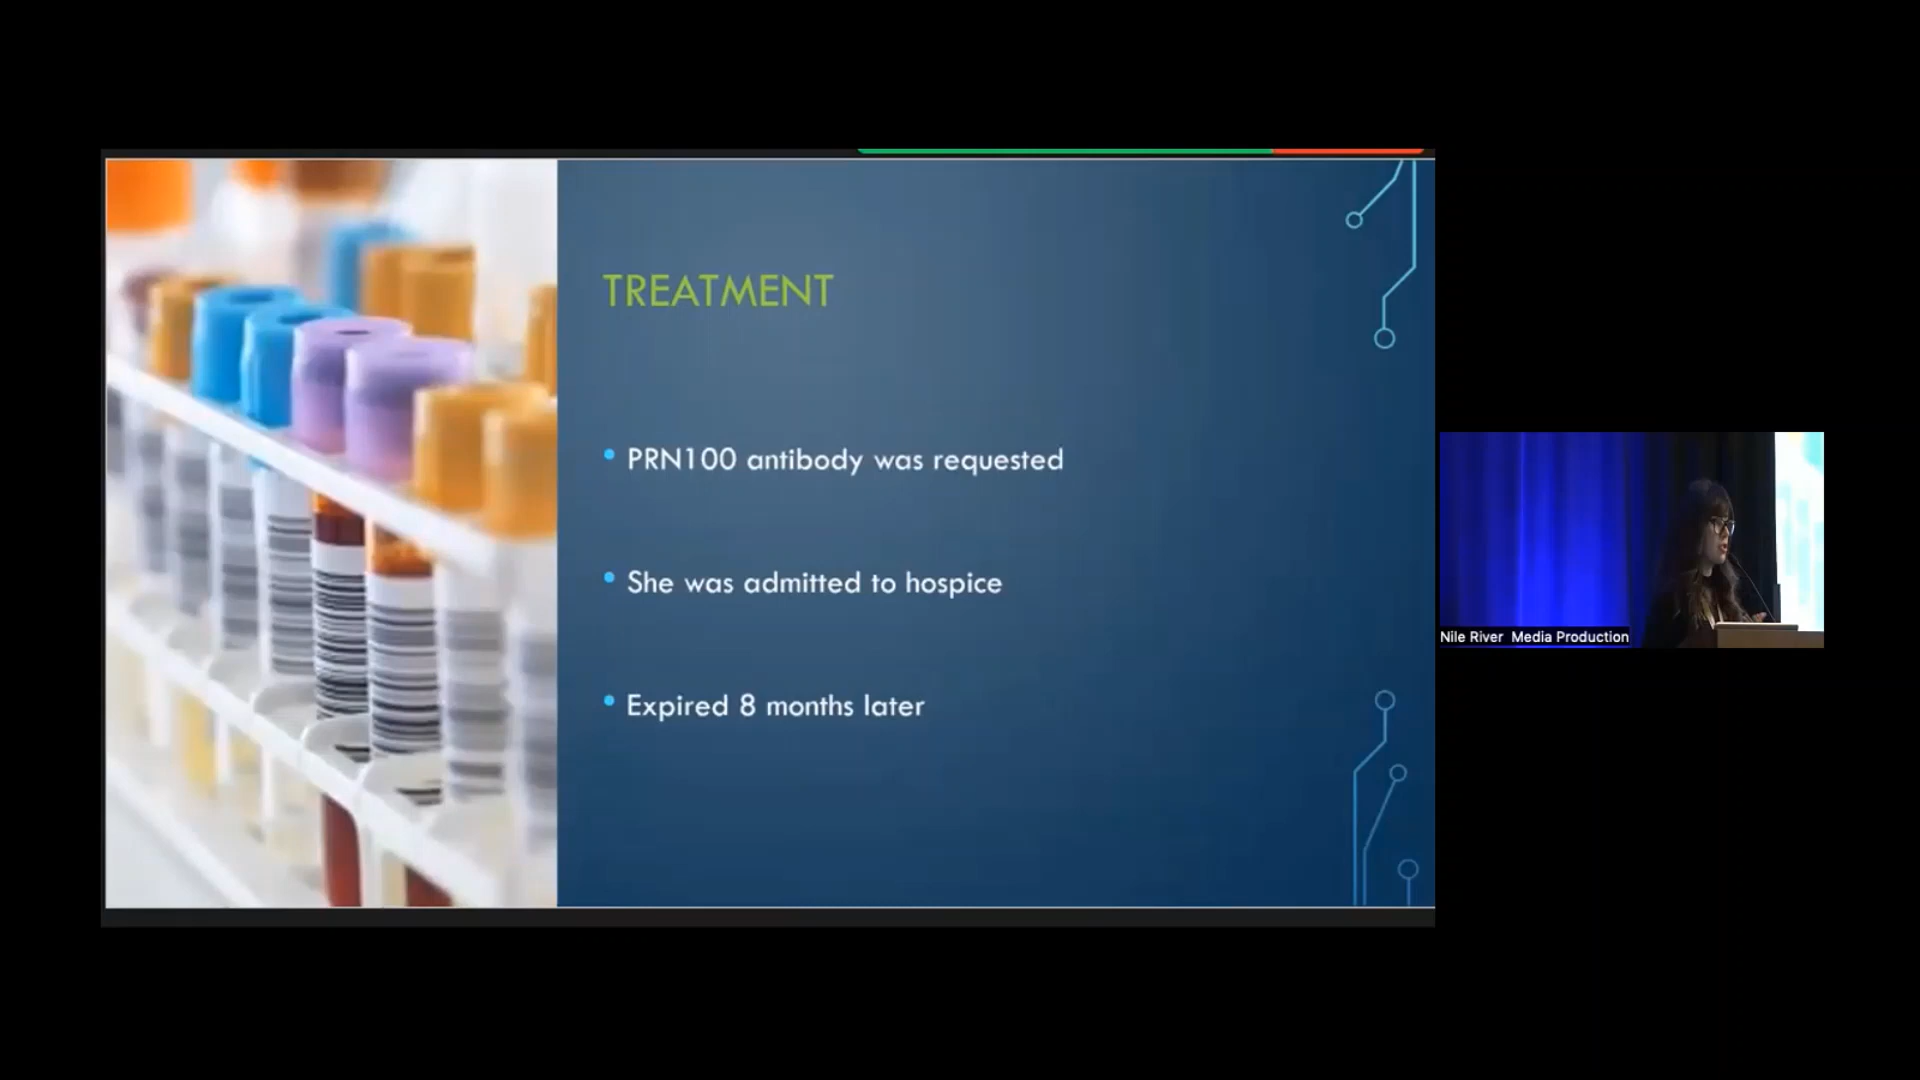 TREATMENT
• PRN100 antibody was requested
• She was admitted to hospice
• Expired 8 months later
Nile River Media Production